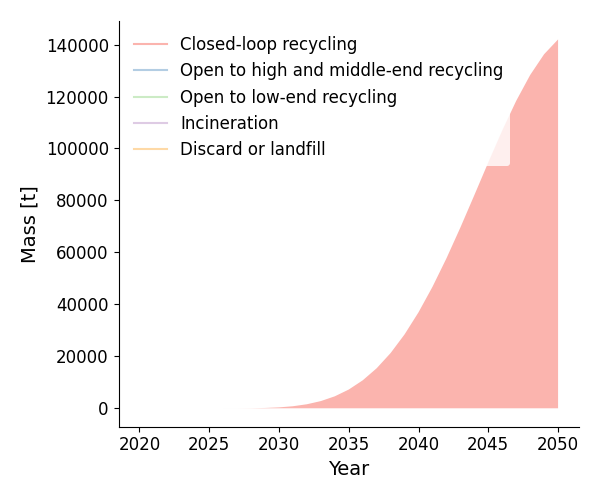 140000
120000
100000
80000
60000
40000
20000
0
Mass [t]
Closed-loop recycling
Open to high and middle-end recycling
Open to low-end recycling
Incineration
Discard or landfill
2020 2025 2030 2035 2040 2045 2050
Year